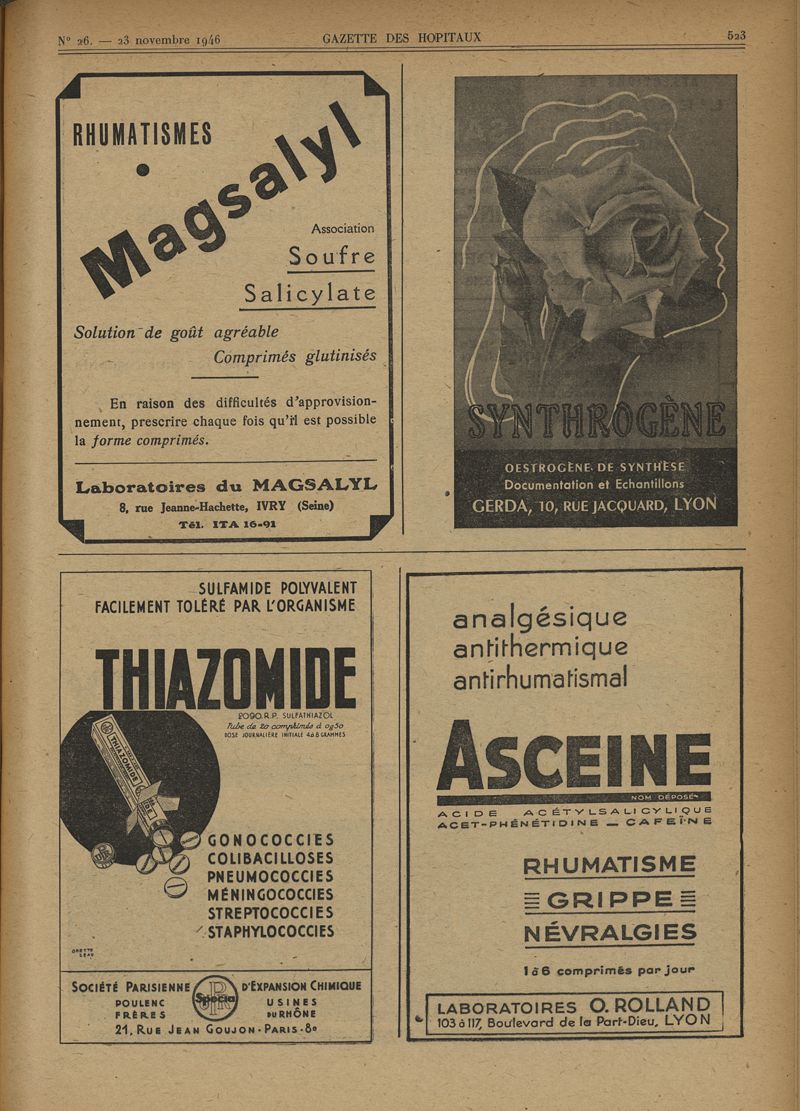 N° 26. — 23 novembre 1946
GAZETTE DES HOPITAUX
523
RHUMATISMES
Magsalyl
Association
Soufre
Salicylate
Solution de goût agréable
Comprimés glutinisés
En raison des difficultés d'approvision-
nement, prescrire chaque fois qu'il est possible
la forme comprimés.
Laboratoires du MAGSALYL
8, rue Jeanne-Hachette, IVRY (Seine)
Tél. ITA 16-91
SYNTHROGÈNE
OESTROGÈNE DE SYNTHÈSE
Documentation et Echantillons
GERDA, 10, RUE JACQUARD, LYON
SULFAMIDE POLYVALENT
FACILEMENT TOLÉRÉ PAR L'ORGANISME
THIAZOMIDE
2090. R.P. SULFATHIAZOL
Tube de 20 comprimés à 0g50
DOSE JOURNALIÈRE INITIALE 4 à 8 GRAMMES
THIAZOMIDE
GONOCOCCIES
COLIBACILLOSES
PNEUMOCOCCIES
MÉNINGOCOCCIES
STREPTOCOCCIES
STAPHYLOCOCCIES
SOCIÉTÉ PARISIENNE D'EXPANSION CHIMIQUE
Specia
POULENC USINES
FRÈRES DU RHÔNE
21, RUE JEAN GOUJON · PARIS · 8e
analgésique
antithermique
antirhumatismal
ASCEINE
NOM DÉPOSÉ
ACIDE ACÉTYLSALICYLIQUE
ACET-PHÉNÉTIDINE — CAFEÏNE
RHUMATISME
GRIPPE
NÉVRALGIES
1 à 6 comprimés par jour
LABORATOIRES O. ROLLAND
103 à 117, Boulevard de la Part-Dieu, LYON